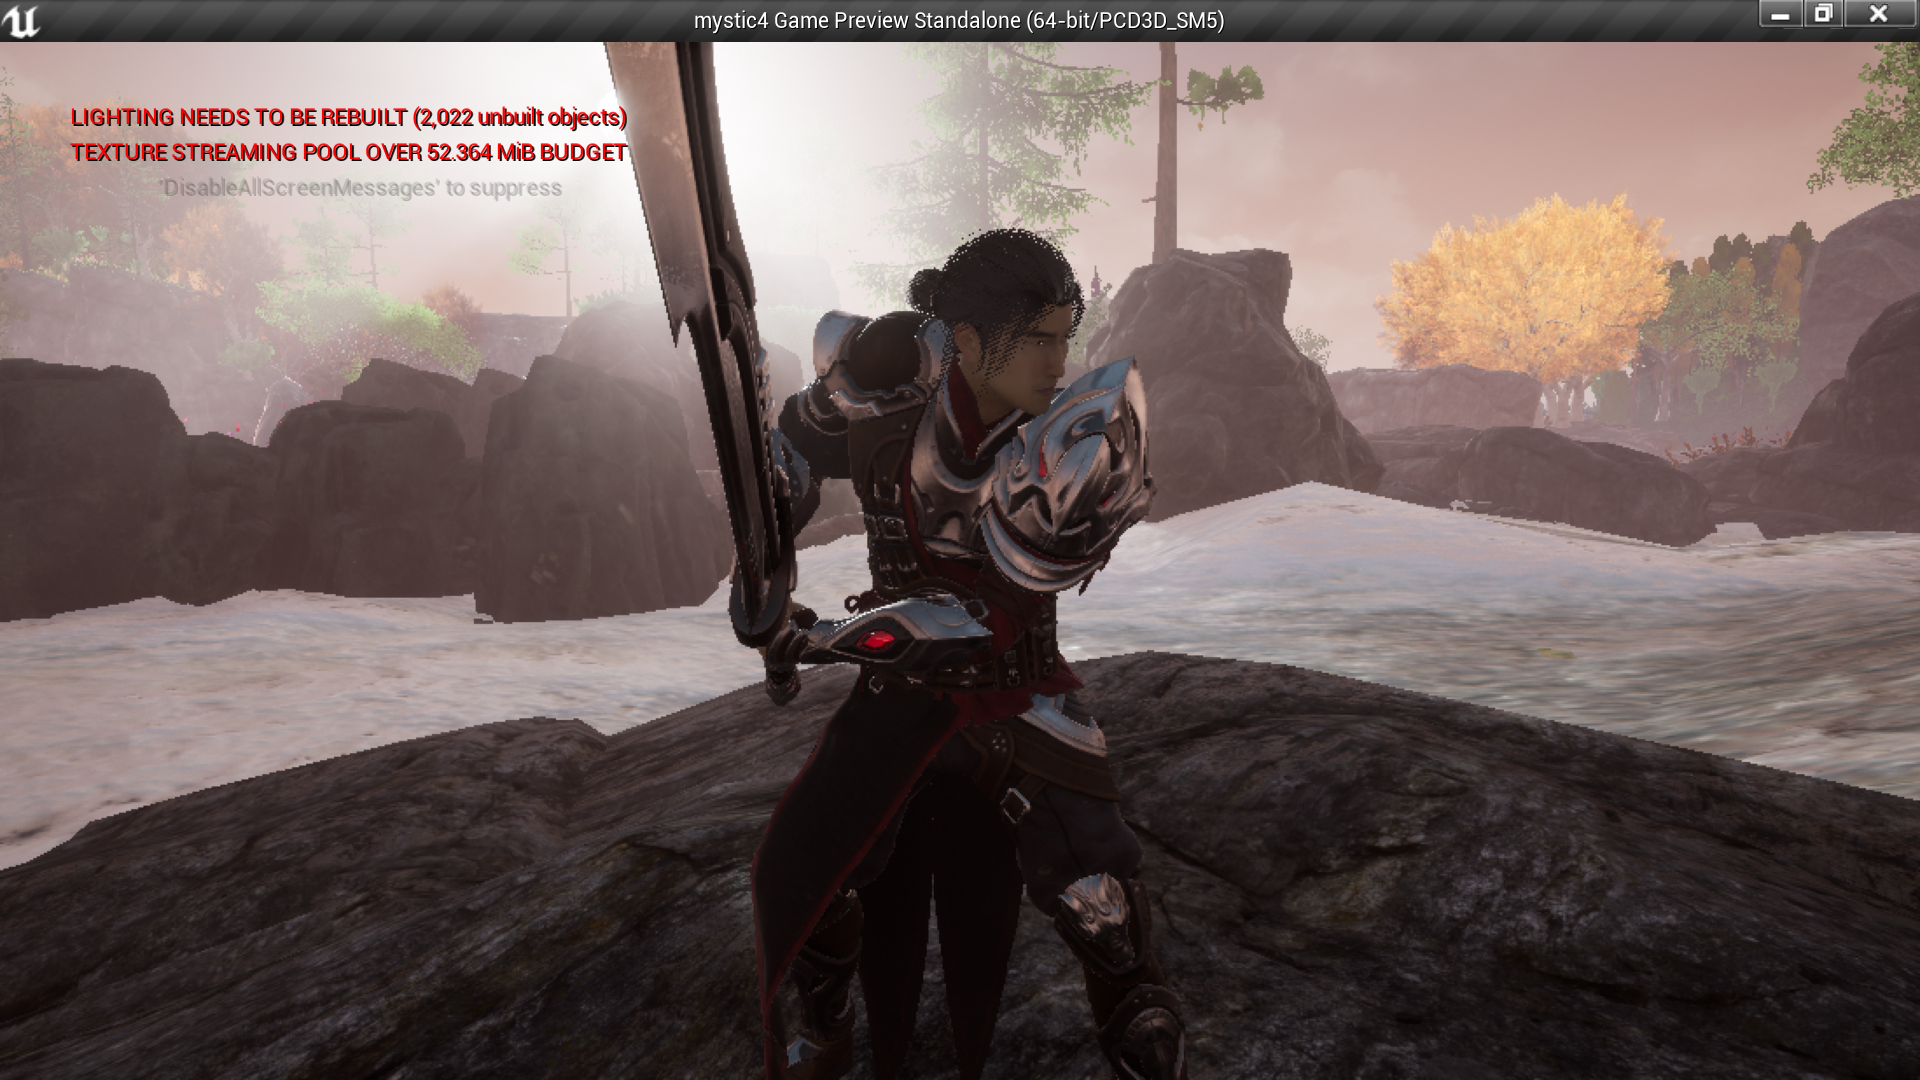 mystic4 Game Preview Standalone (64-bit/PCD3D_SM5)
LIGHTING NEEDS TO BE REBUILT (2,022 unbuilt objects)
TEXTURE STREAMING POOL OVER 52.364 MiB BUDGET
'DisableAllScreenMessages' to suppress